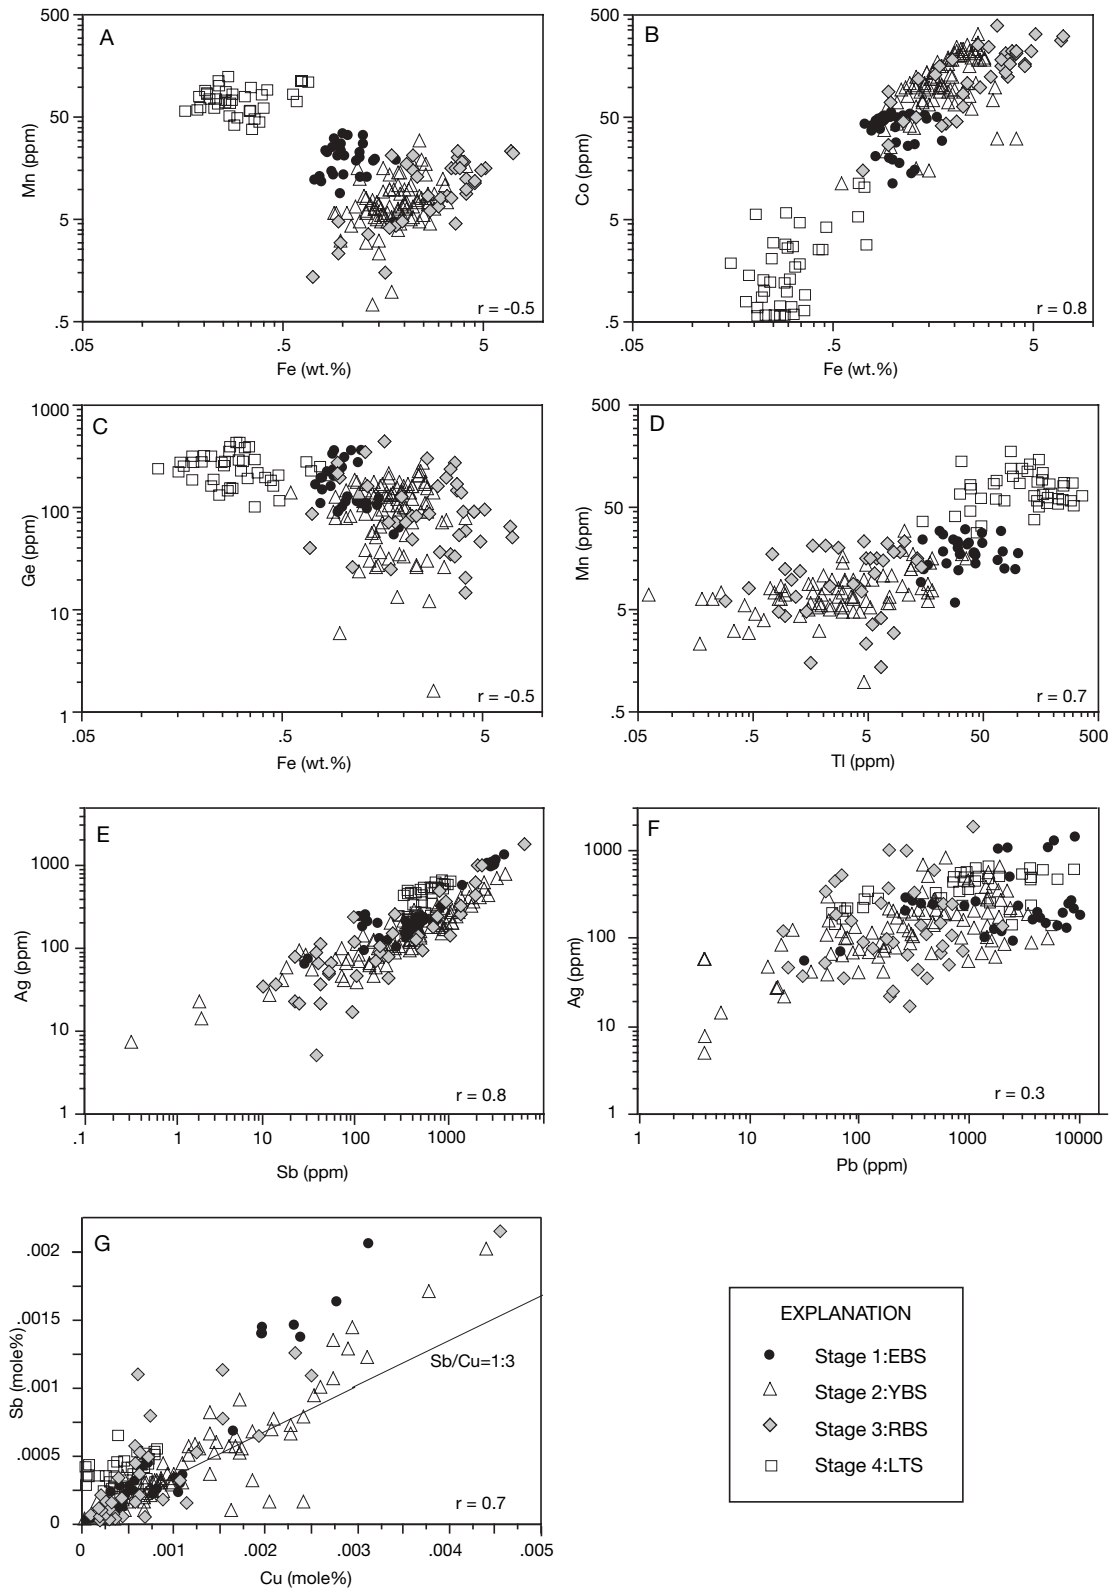 A
500
50
5
.5
Mn (ppm)
.05
.5
5
Fe (wt.%)
r = -0.5
B
500
50
5
.5
Co (ppm)
.05
.5
5
Fe (wt.%)
r = 0.8
C
1000
100
10
1
Ge (ppm)
.05
.5
5
Fe (wt.%)
r = -0.5
D
500
50
5
.5
Mn (ppm)
.05
.5
5
50
500
Tl (ppm)
r = 0.7
E
1000
100
10
1
Ag (ppm)
.1
1
10
100
1000
Sb (ppm)
r = 0.8
F
1000
100
10
1
Ag (ppm)
1
10
100
1000
10000
Pb (ppm)
r = 0.3
G
.002
.0015
.001
.0005
0
Sb (mole%)
0
.001
.002
.003
.004
.005
Cu (mole%)
Sb/Cu=1:3
r = 0.7
EXPLANATION
Stage 1:EBS
Stage 2:YBS
Stage 3:RBS
Stage 4:LTS